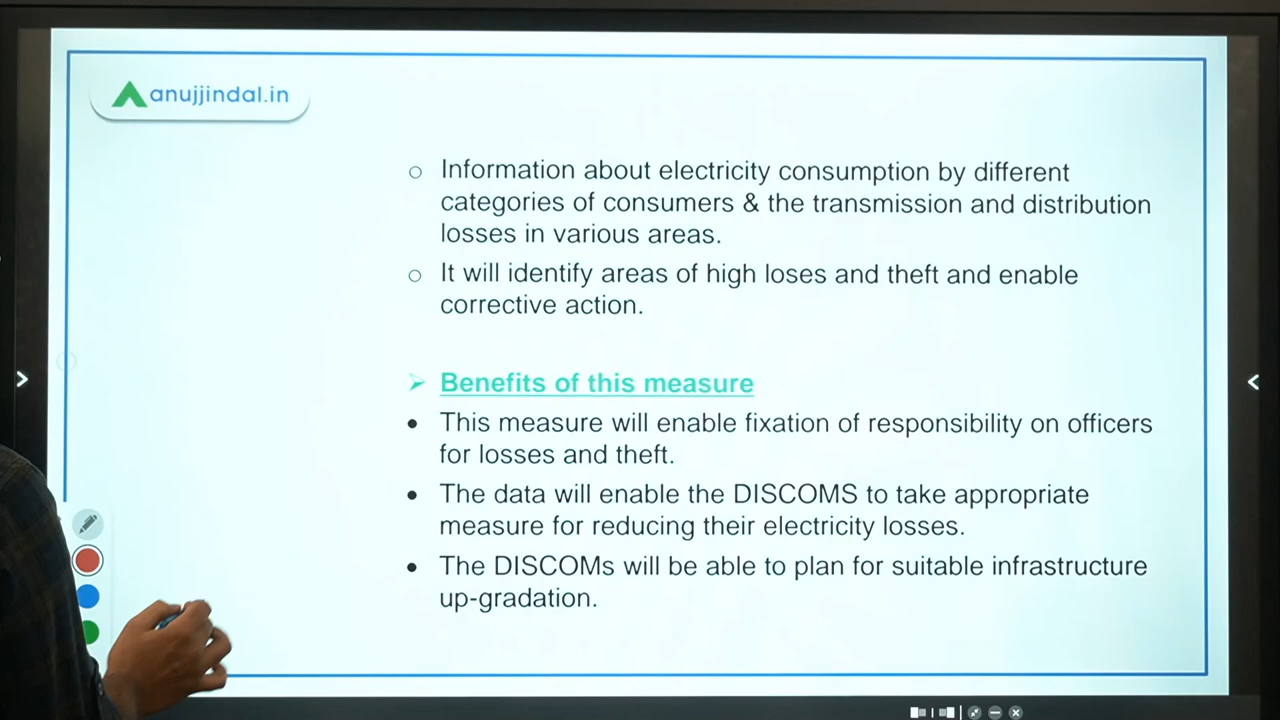 anujjindal.in
○ Information about electricity consumption by different
categories of consumers & the transmission and distribution
losses in various areas.
○ It will identify areas of high loses and theft and enable
corrective action.
➢ Benefits of this measure
• This measure will enable fixation of responsibility on officers
for losses and theft.
• The data will enable the DISCOMS to take appropriate
measure for reducing their electricity losses.
• The DISCOMs will be able to plan for suitable infrastructure
up-gradation.